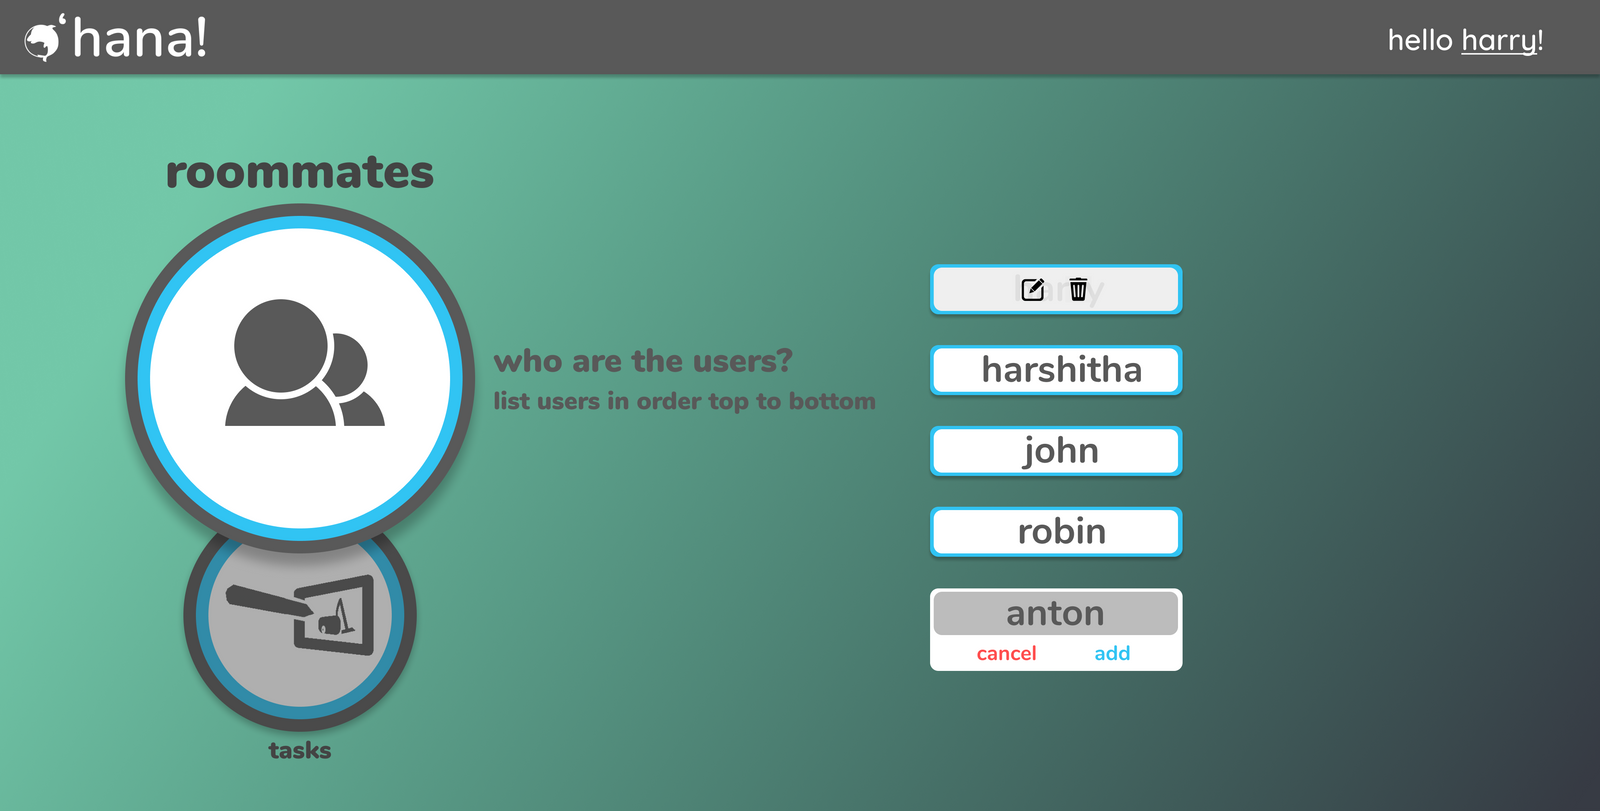 ‘hana!
hello harry!
roommates
who are the users?
list users in order top to bottom
harry
harshitha
john
robin
anton
cancel add
tasks